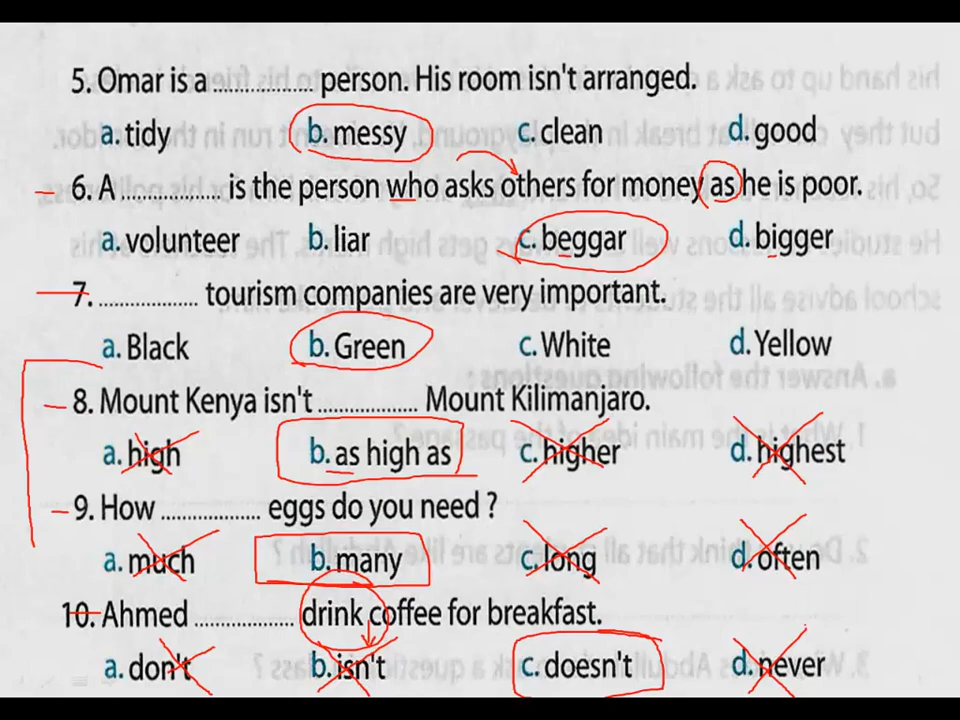 5. Omar is a ................ person. His room isn't arranged.
a. tidy b. messy c. clean d. good
6. A ................ is the person who asks others for money as he is poor.
a. volunteer b. liar c. beggar d. bigger
7. ................ tourism companies are very important.
a. Black b. Green c. White d. Yellow
8. Mount Kenya isn't ................ Mount Kilimanjaro.
a. high b. as high as c. higher d. highest
9. How ................ eggs do you need ?
a. much b. many c. long d. often
10. Ahmed ................ drink coffee for breakfast.
a. don't b. isn't c. doesn't d. never